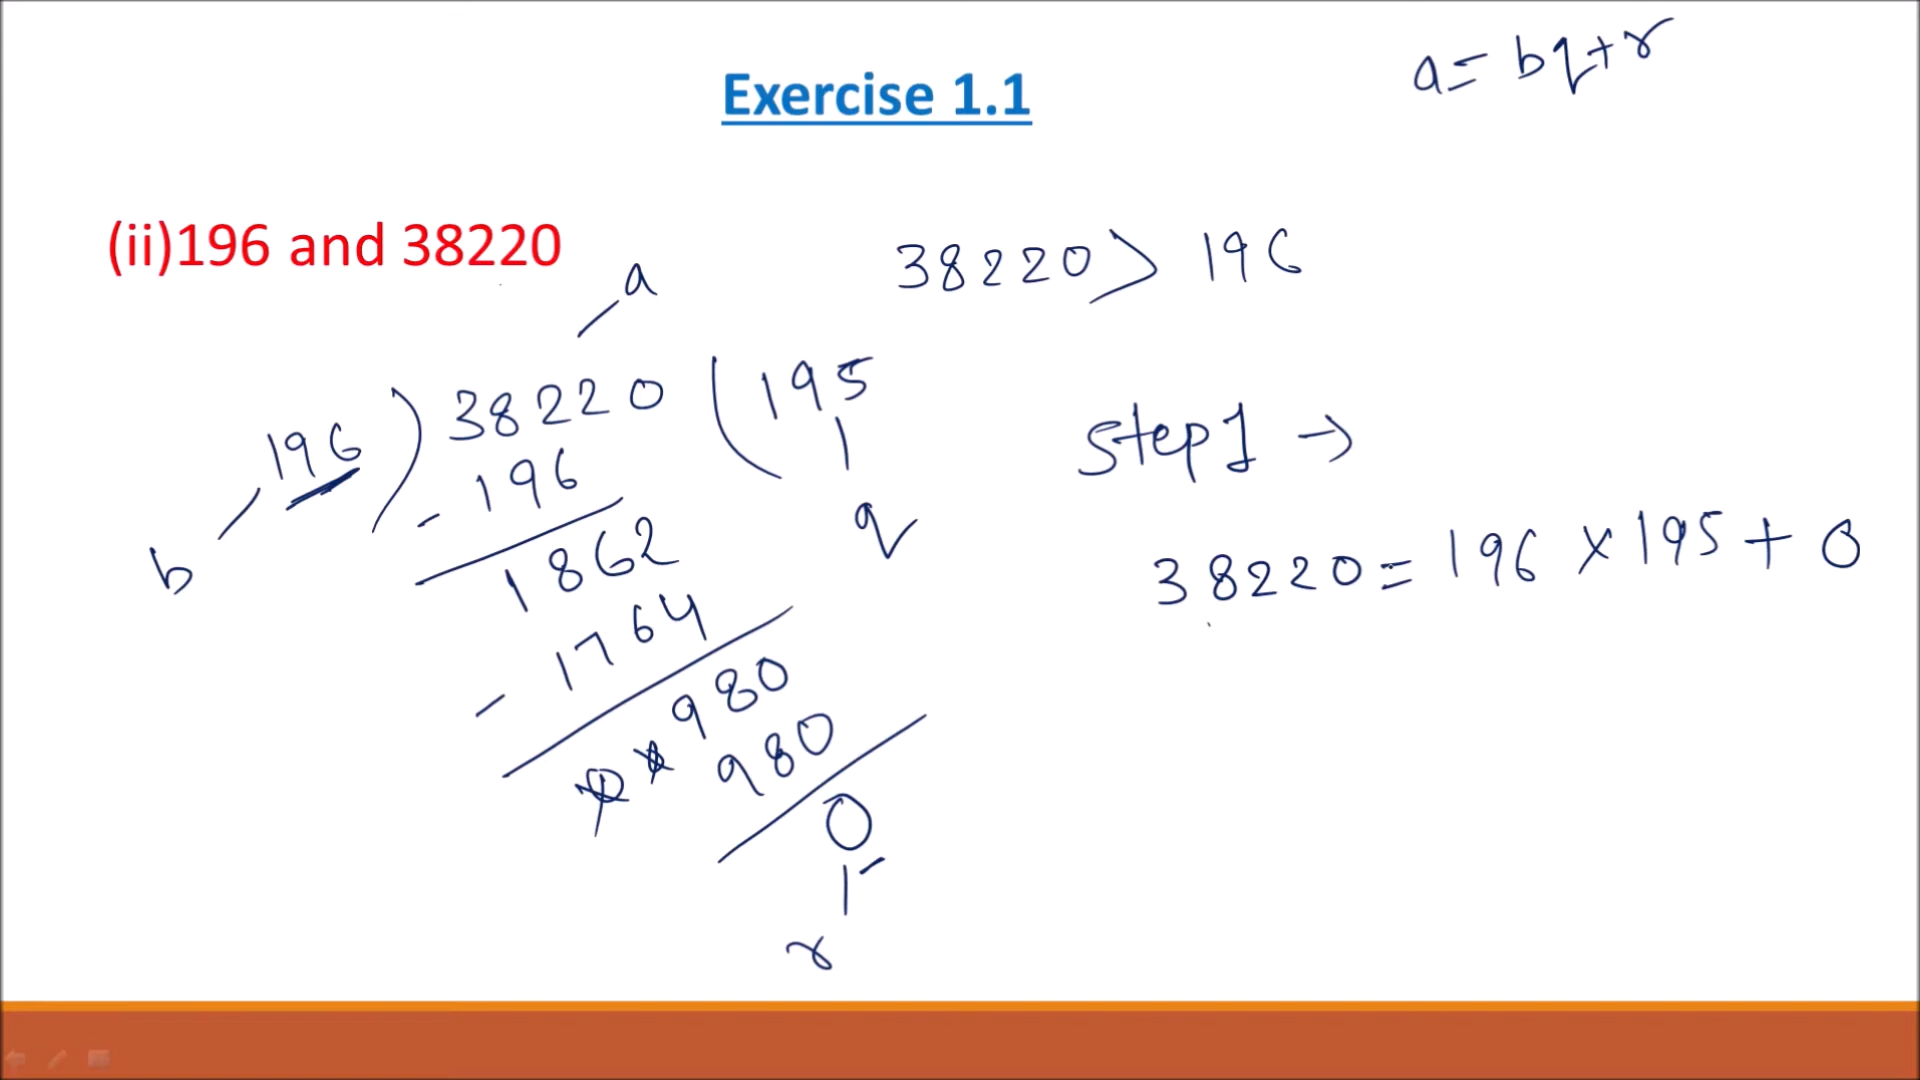 a = bq + r
Exercise 1.1
(ii)196 and 38220
38220 > 196
a
196 ) 38220 ( 195
- 196
b
q
1862
- 1764
980
980
0
r
Step 1 →
38220 = 196 × 195 + 0